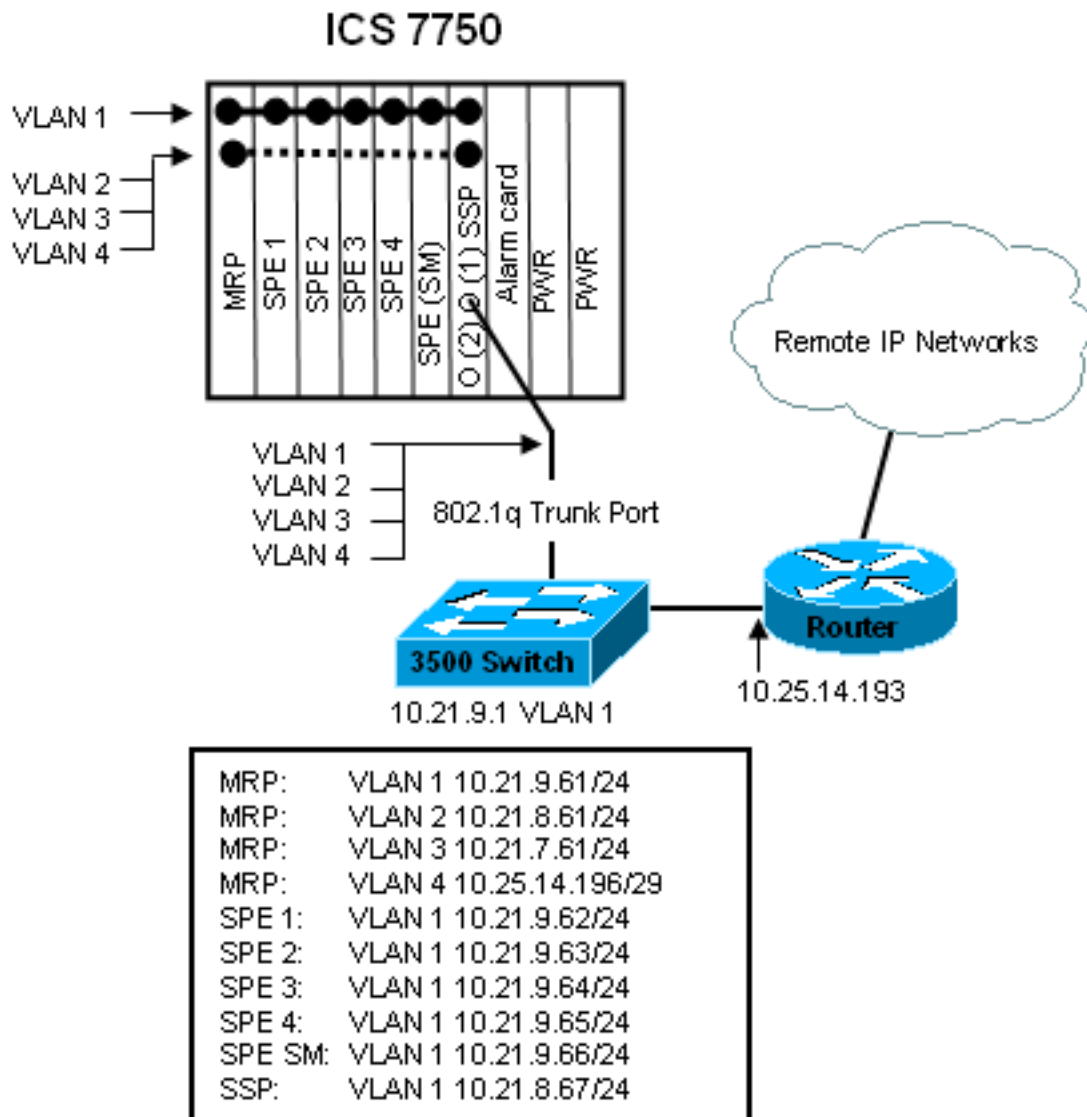 ICS 7750
VLAN 1
VLAN 2
VLAN 3
VLAN 4
MRP
SPE 1
SPE 2
SPE 3
SPE 4
SPE (SM)
O (2) O (1) SSP
Alarm card
PWR
PWR
Remote IP Networks
VLAN 1
VLAN 2
VLAN 3
VLAN 4
802.1q Trunk Port
3500 Switch
Router
10.25.14.193
10.21.9.1 VLAN 1
MRP: VLAN 1 10.21.9.61/24
MRP: VLAN 2 10.21.8.61/24
MRP: VLAN 3 10.21.7.61/24
MRP: VLAN 4 10.25.14.196/29
SPE 1: VLAN 1 10.21.9.62/24
SPE 2: VLAN 1 10.21.9.63/24
SPE 3: VLAN 1 10.21.9.64/24
SPE 4: VLAN 1 10.21.9.65/24
SPE SM: VLAN 1 10.21.9.66/24
SSP: VLAN 1 10.21.8.67/24